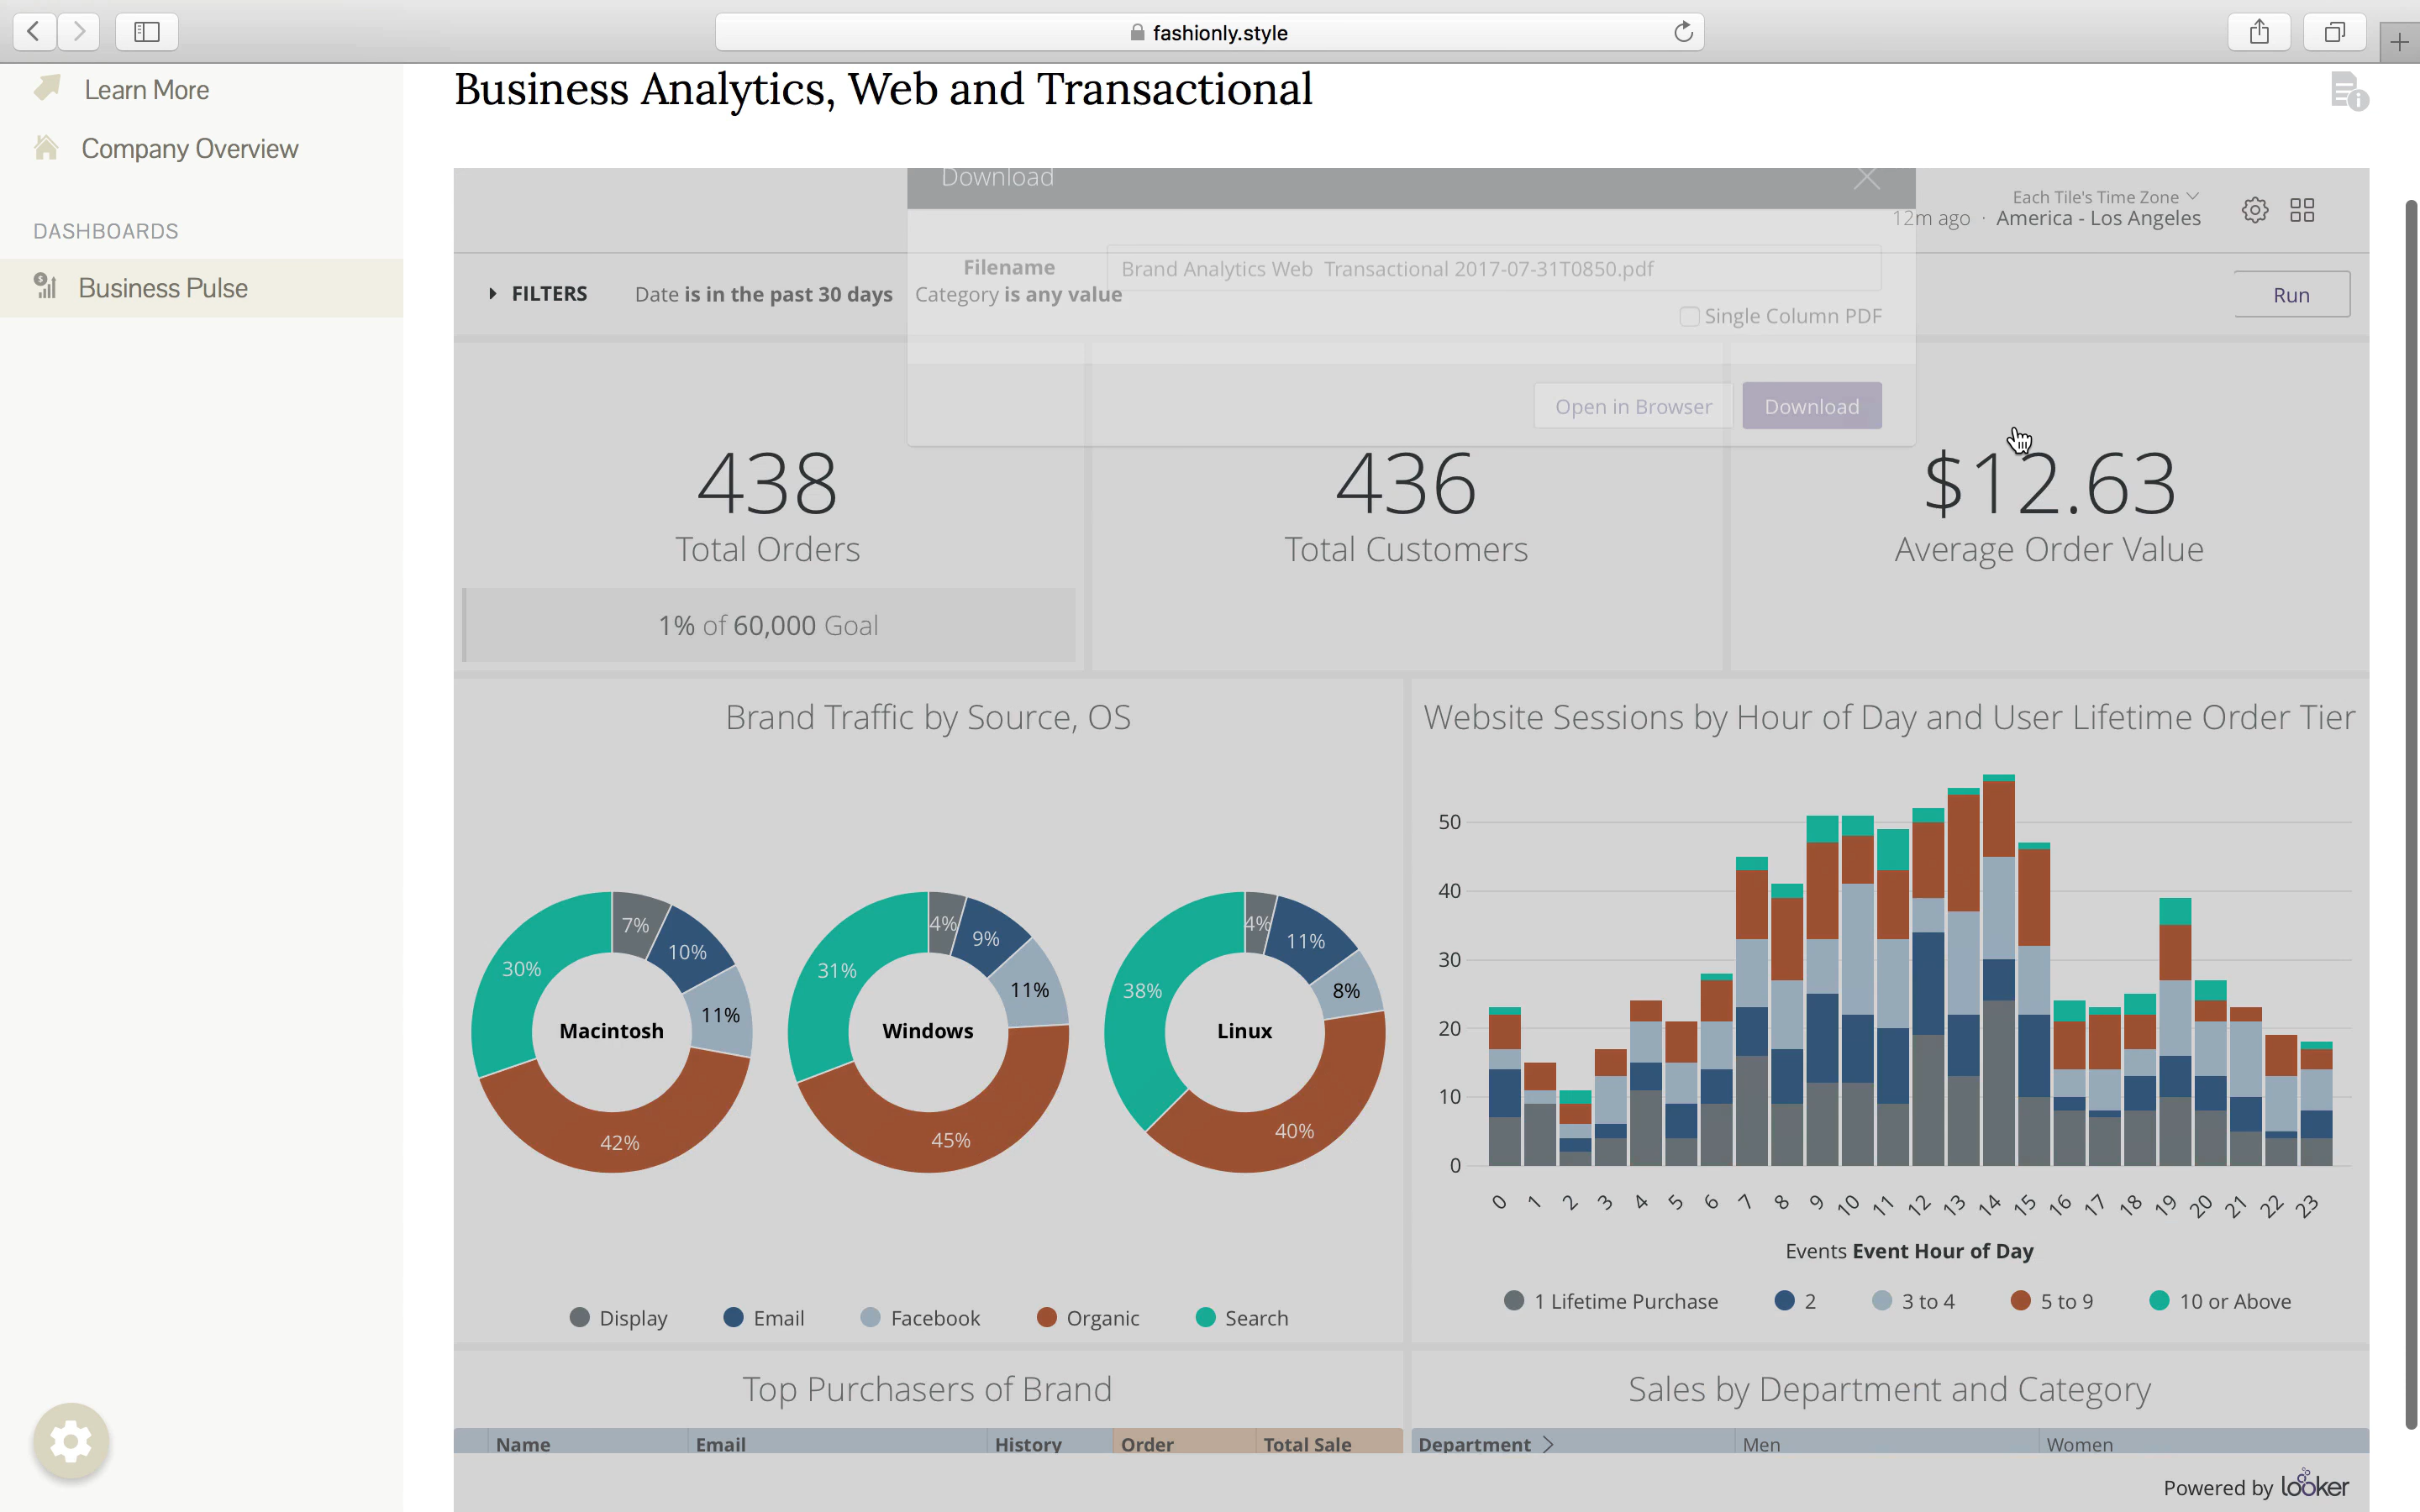 fashionly.style
Learn More
Company Overview
DASHBOARDS
Business Pulse
Business Analytics, Web and Transactional
Download
Each Tile's Time Zone
12m ago · America - Los Angeles
Filename
Brand Analytics Web Transactional 2017-07-31T0850.pdf
FILTERS Date is in the past 30 days Category is any value
Run
Single Column PDF
Open in Browser
Download
438
Total Orders
1% of 60,000 Goal
436
Total Customers
$12.63
Average Order Value
Brand Traffic by Source, OS
7%
10%
11%
42%
30%
Macintosh
4%
9%
11%
45%
31%
Windows
4%
11%
8%
40%
38%
Linux
Display Email Facebook Organic Search
Website Sessions by Hour of Day and User Lifetime Order Tier
50
40
30
20
10
0
0 1 2 3 4 5 6 7 8 9 10 11 12 13 14 15 16 17 18 19 20 21 22 23
Events Event Hour of Day
1 Lifetime Purchase 2 3 to 4 5 to 9 10 or Above
Top Purchasers of Brand
Name Email History Order Total Sale
Sales by Department and Category
Department Men Women
Powered by looker